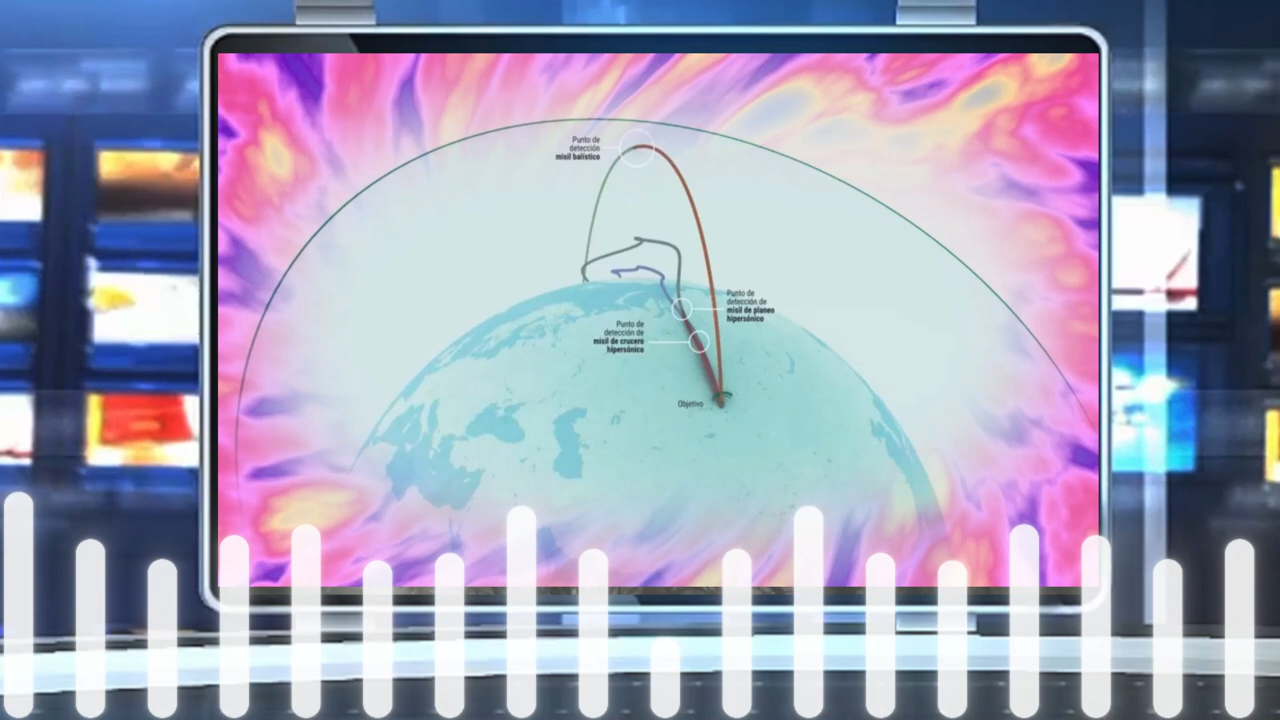 Punto de
detección
misil balístico
Punto de
detección de
misil de planeo
hipersónico
Punto de
detección de
misil de crucero
hipersónico
Objetivo